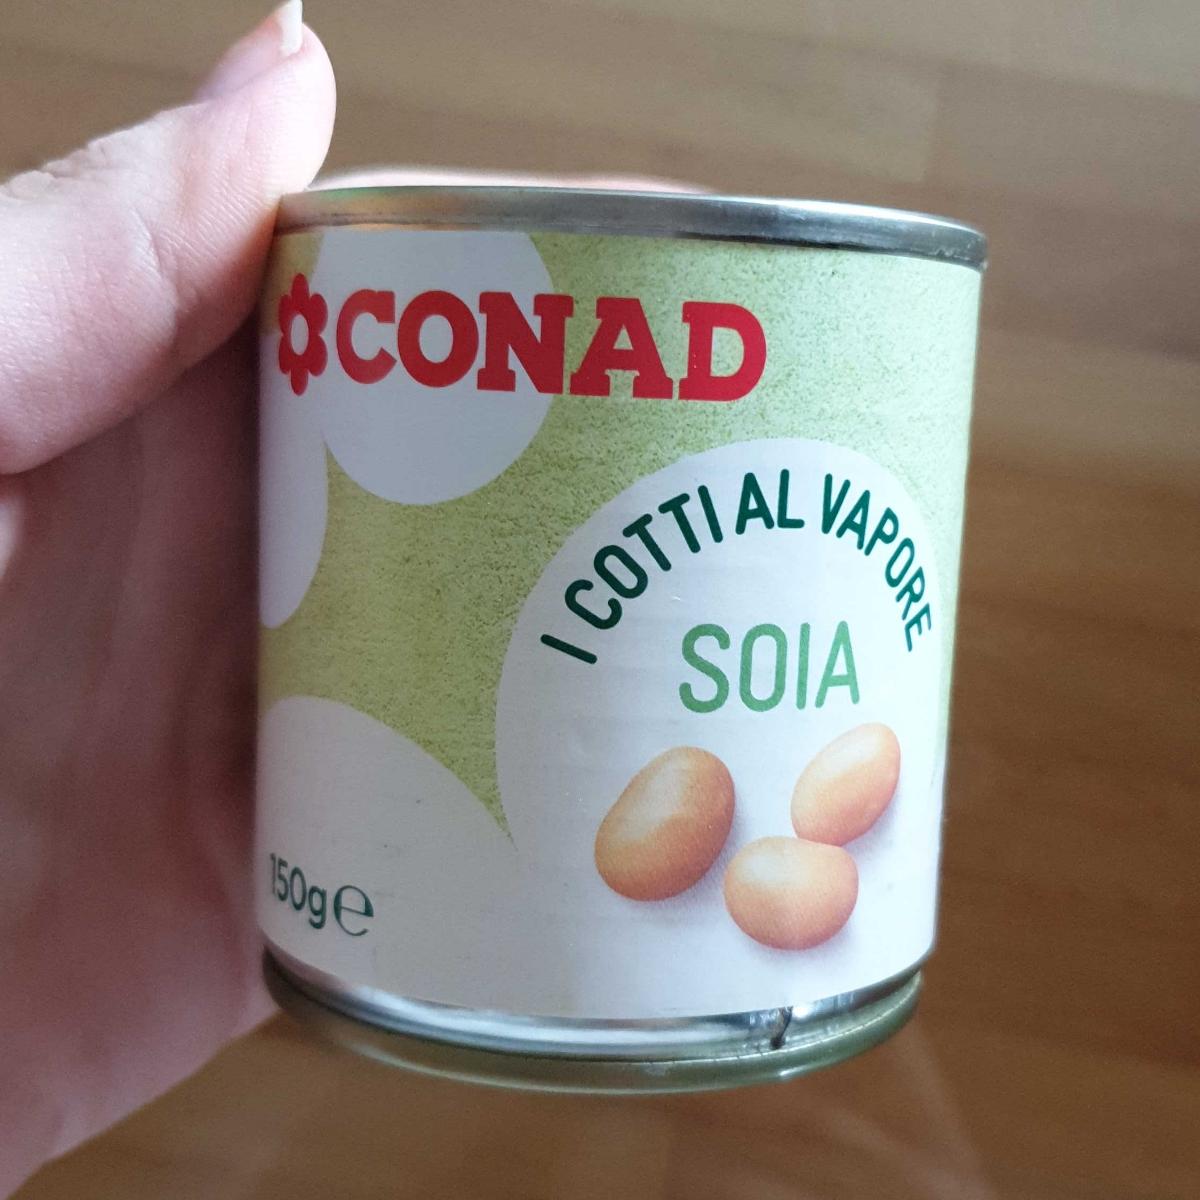 CONAD
I COTTI AL VAPORE
SOIA
150g ℮